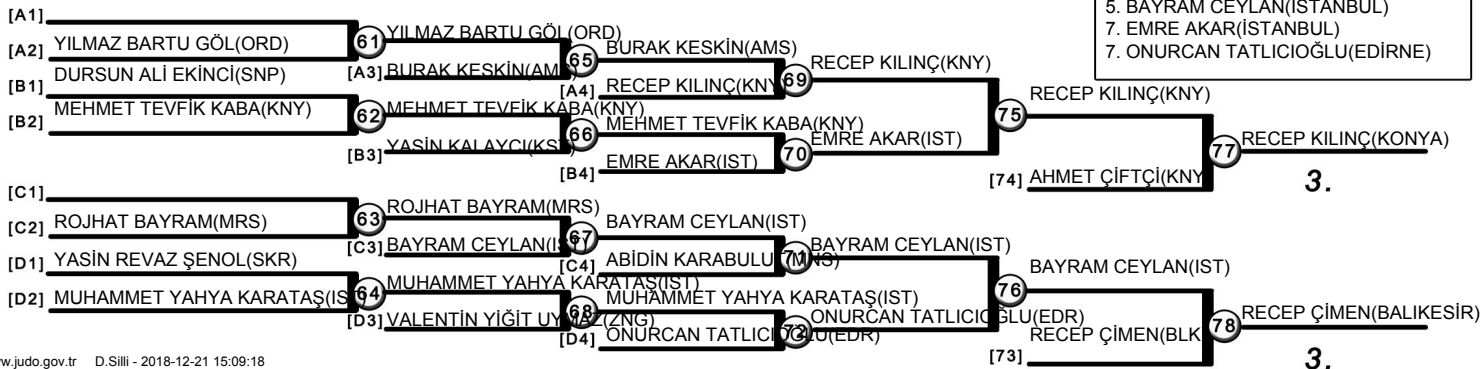 5. BAYRAM CEYLAN(İSTANBUL)
7. EMRE AKAR(İSTANBUL)
7. ONURCAN TATLICIOĞLU(EDİRNE)
[A1]
[A2] YILMAZ BARTU GÖL(ORD)
61 YILMAZ BARTU GÖL(ORD)
[A3] BURAK KESKİN(AMS)
65 BURAK KESKİN(AMS)
[A4] RECEP KILINÇ(KNY)
69 RECEP KILINÇ(KNY)
[B1] DURSUN ALİ EKİNCİ(SNP)
[B2] MEHMET TEVFİK KABA(KNY)
62 MEHMET TEVFİK KABA(KNY)
[B3] YASİN KALAYCI(KST)
66 MEHMET TEVFİK KABA(KNY)
[B4] EMRE AKAR(IST)
70 EMRE AKAR(IST)
75 RECEP KILINÇ(KNY)
[74] AHMET ÇİFTÇİ(KNY
77 RECEP KILINÇ(KONYA)
3.
[C1]
[C2] ROJHAT BAYRAM(MRS)
63 ROJHAT BAYRAM(MRS)
[C3] BAYRAM CEYLAN(IST)
67 BAYRAM CEYLAN(IST)
[C4] ABİDİN KARABULUT(MNS)
71 BAYRAM CEYLAN(IST)
[D1] YASİN REVAZ ŞENOL(SKR)
[D2] MUHAMMET YAHYA KARATAŞ(IST)
64 MUHAMMET YAHYA KARATAŞ(IST)
[D3] VALENTİN YİĞİT UYMAZ(ZNG)
68 MUHAMMET YAHYA KARATAŞ(IST)
[D4] ONURCAN TATLICIOĞLU(EDR)
72 ONURCAN TATLICIOĞLU(EDR)
76 BAYRAM CEYLAN(IST)
[73] RECEP ÇİMEN(BLK
78 RECEP ÇİMEN(BALIKESİR)
3.
w.judo.gov.tr D.Silli - 2018-12-21 15:09:18